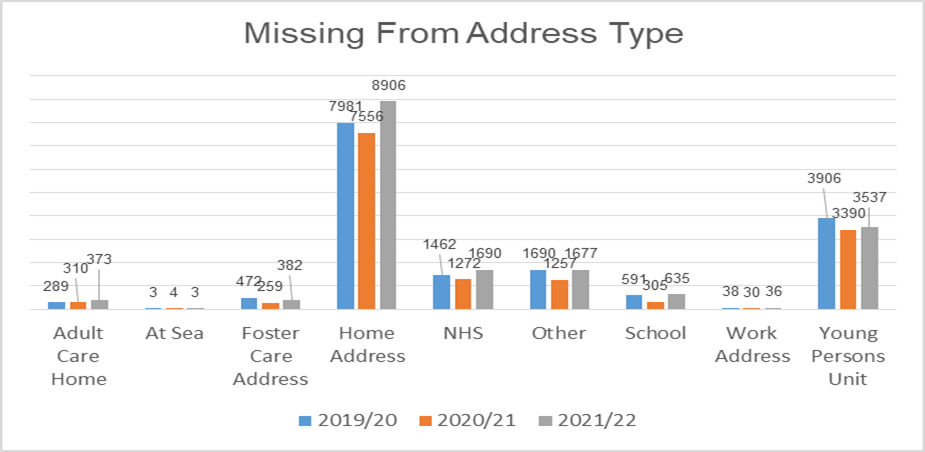 Missing From Address Type
289
310
373
3
4
3
472
259
382
7981
7556
8906
1462
1272
1690
1690
1257
1677
591
305
635
38
30
36
3906
3390
3537
Adult
Care
Home
At Sea
Foster
Care
Address
Home
Address
NHS
Other
School
Work
Address
Young
Persons
Unit
2019/20
2020/21
2021/22